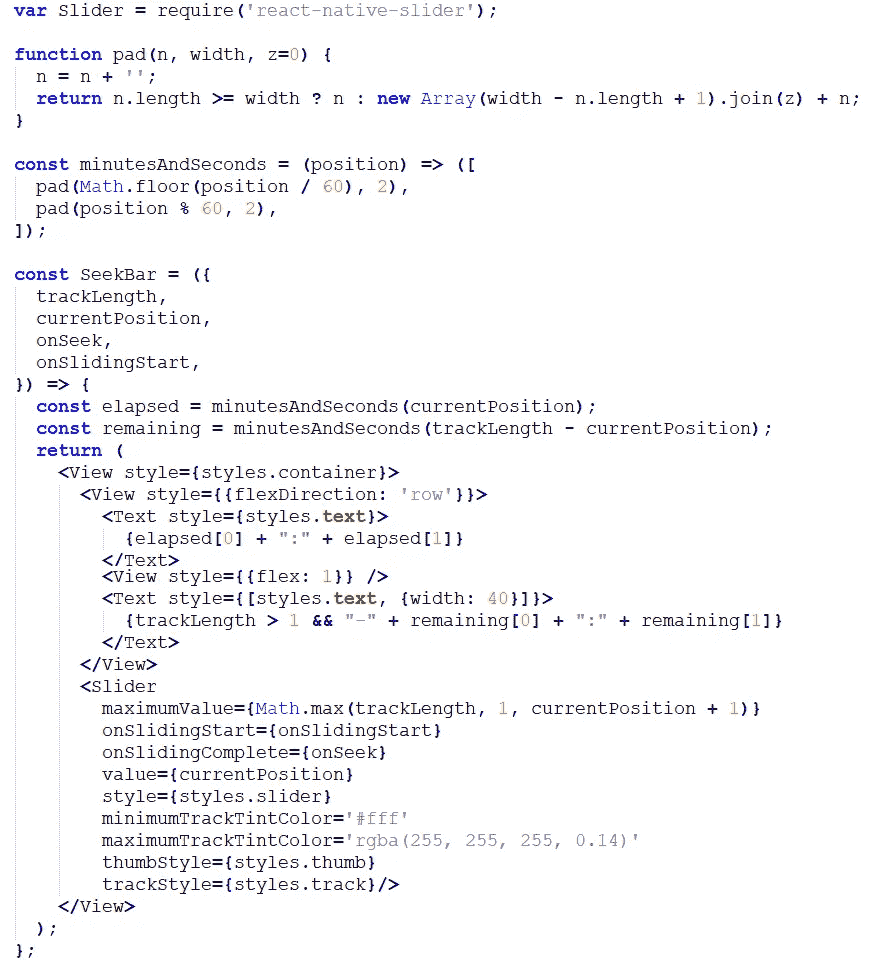 var Slider = require('react-native-slider');

function pad(n, width, z=0) {
  n = n + '';
  return n.length >= width ? n : new Array(width - n.length + 1).join(z) + n;
}

const minutesAndSeconds = (position) => ([
  pad(Math.floor(position / 60), 2),
  pad(position % 60, 2),
]);

const SeekBar = ({
  trackLength,
  currentPosition,
  onSeek,
  onSlidingStart,
}) => {
  const elapsed = minutesAndSeconds(currentPosition);
  const remaining = minutesAndSeconds(trackLength - currentPosition);
  return (
    <View style={styles.container}>
      <View style={{flexDirection: 'row'}}>
        <Text style={styles.text}>
          {elapsed[0] + ":" + elapsed[1]}
        </Text>
        <View style={{flex: 1}} />
        <Text style={[styles.text, {width: 40}]}>
          {trackLength > 1 && "-" + remaining[0] + ":" + remaining[1]}
        </Text>
      </View>
      <Slider
        maximumValue={Math.max(trackLength, 1, currentPosition + 1)}
        onSlidingStart={onSlidingStart}
        onSlidingComplete={onSeek}
        value={currentPosition}
        style={styles.slider}
        minimumTrackTintColor='#fff'
        maximumTrackTintColor='rgba(255, 255, 255, 0.14)'
        thumbStyle={styles.thumb}
        trackStyle={styles.track}/>
    </View>
  );
};